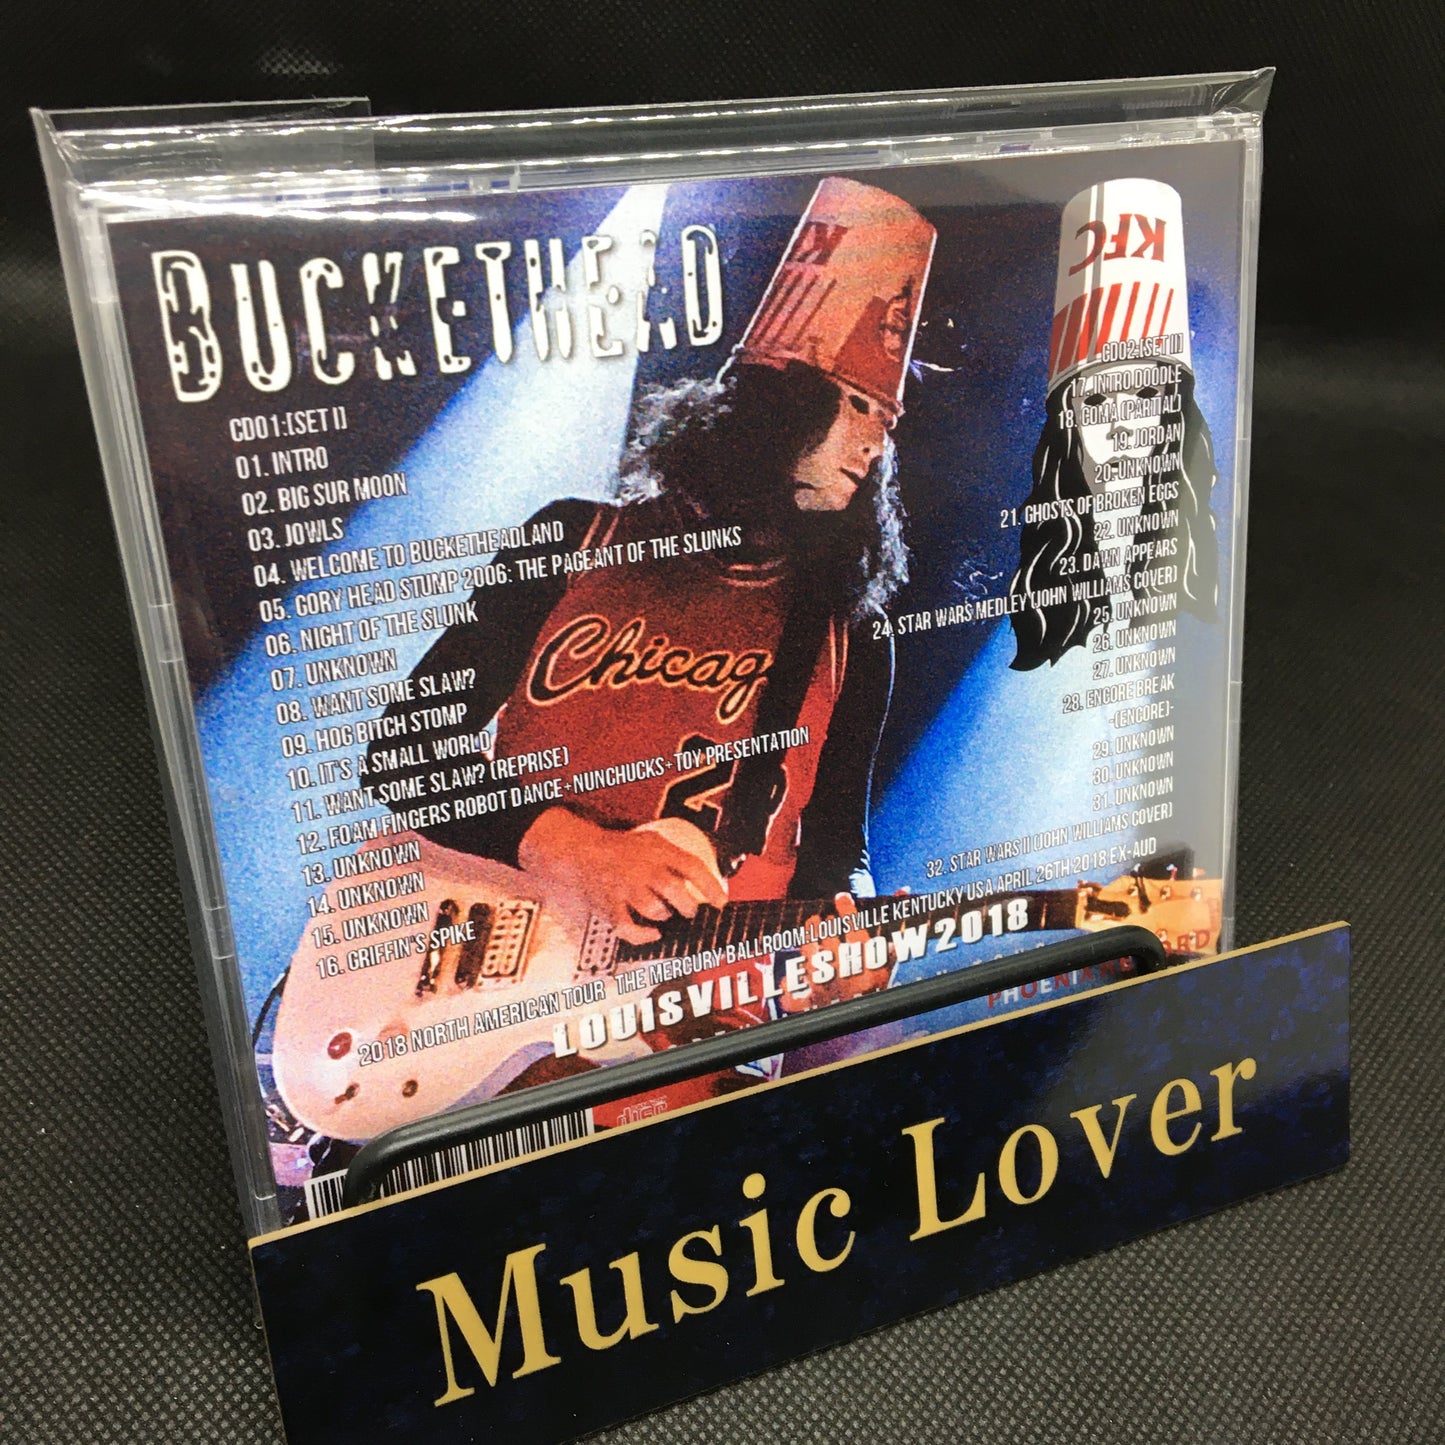 BUCKETHEAD
CD01:[SET I]
01. INTRO
02. BIG SUR MOON
03. JOWLS
04. WELCOME TO BUCKETHEADLAND
05. GORY HEAD STUMP 2006: THE PAGEANT OF THE SLUNKS
06. NIGHT OF THE SLUNK
07. UNKNOWN
08. WANT SOME SLAW?
09. HOG BITCH STOMP
10. IT'S A SMALL WORLD
11. WANT SOME SLAW? (REPRISE)
12. FOAM FINGERS ROBOT DANCE+NUNCHUCKS+TOY PRESENTATION
13. UNKNOWN
14. UNKNOWN
15. UNKNOWN
16. GRIFFIN"S SPIKE
KFC
CD02:[SET II]
17. INTRO DOODLE
18. COMA (PARTIAL)
19. JORDAN
20. UNKNOWN
21. GHOSTS OF BROKEN EGGS
22. UNKNOWN
23. DAWN APPEARS
24. STAR WARS MEDLEY (JOHN WILLIAMS COVER)
25. UNKNOWN
26. UNKNOWN
27. UNKNOWN
28. ENCORE BREAK
-(ENCORE)-
29. UNKNOWN
30. UNKNOWN
31. UNKNOWN
32. STAR WARS II (JOHN WILLIAMS COVER)
Chicag
2018 NORTH AMERICAN TOUR THE MERCURY BALLROOM:LOUISVILLE KENTUCKY USA APRIL 26TH 2018 EX-AUD
LOUISVILLESHOW2018
Music Lover